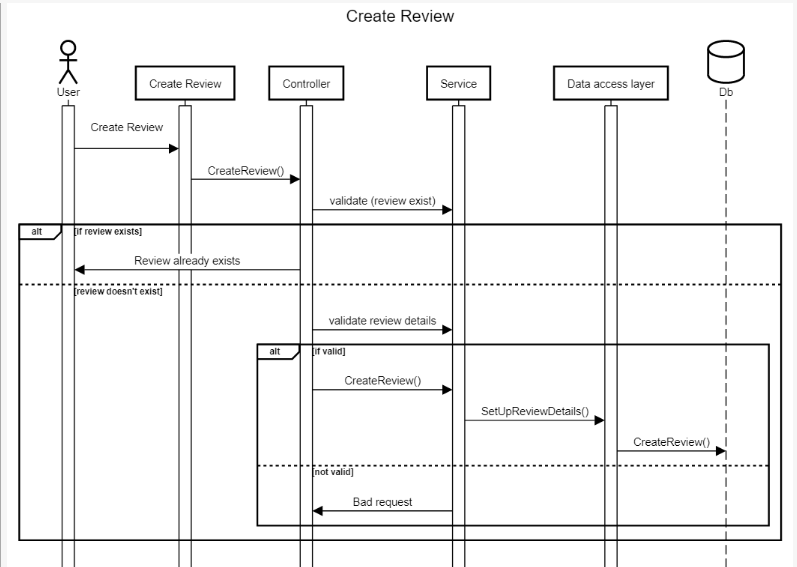 Create Review
User
Create Review
Controller
Service
Data access layer
Db
Create Review
CreateReview()
validate (review exist)
alt
[if review exists]
Review already exists
[review doesn't exist]
validate review details
alt
[if valid]
CreateReview()
SetUpReviewDetails()
CreateReview()
[not valid]
Bad request